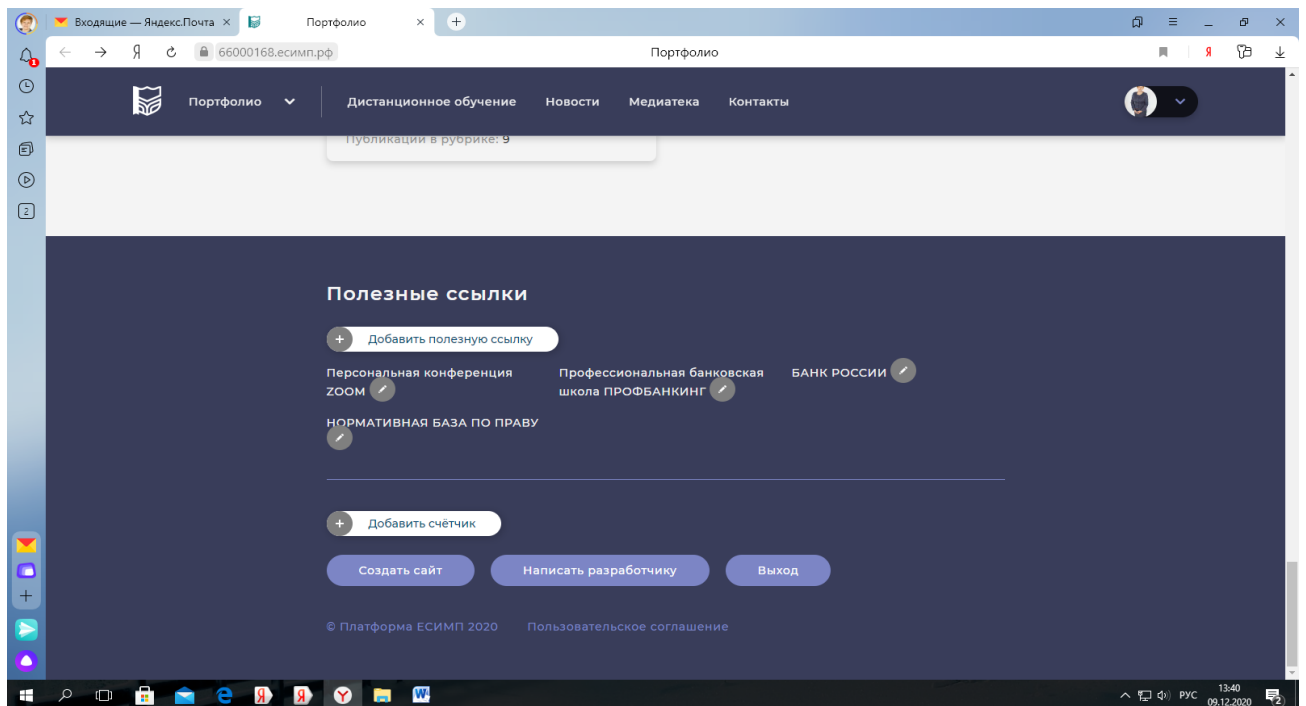 Входящие — Яндекс.Почта
Портфолио
66000168.есимп.рф
Портфолио
Портфолио
Дистанционное обучение
Новости
Медиатека
Контакты
Публикаций в рубрике: 9
Полезные ссылки
Добавить полезную ссылку
Персональная конференция
ZOOM
Профессиональная банковская
школа ПРОФБАНКИНГ
БАНК РОССИИ
НОРМАТИВНАЯ БАЗА ПО ПРАВУ
Добавить счётчик
Создать сайт
Написать разработчику
Выход
© Платформа ЕСИМП 2020
Пользовательское соглашение
РУС
13:40
09.12.2020